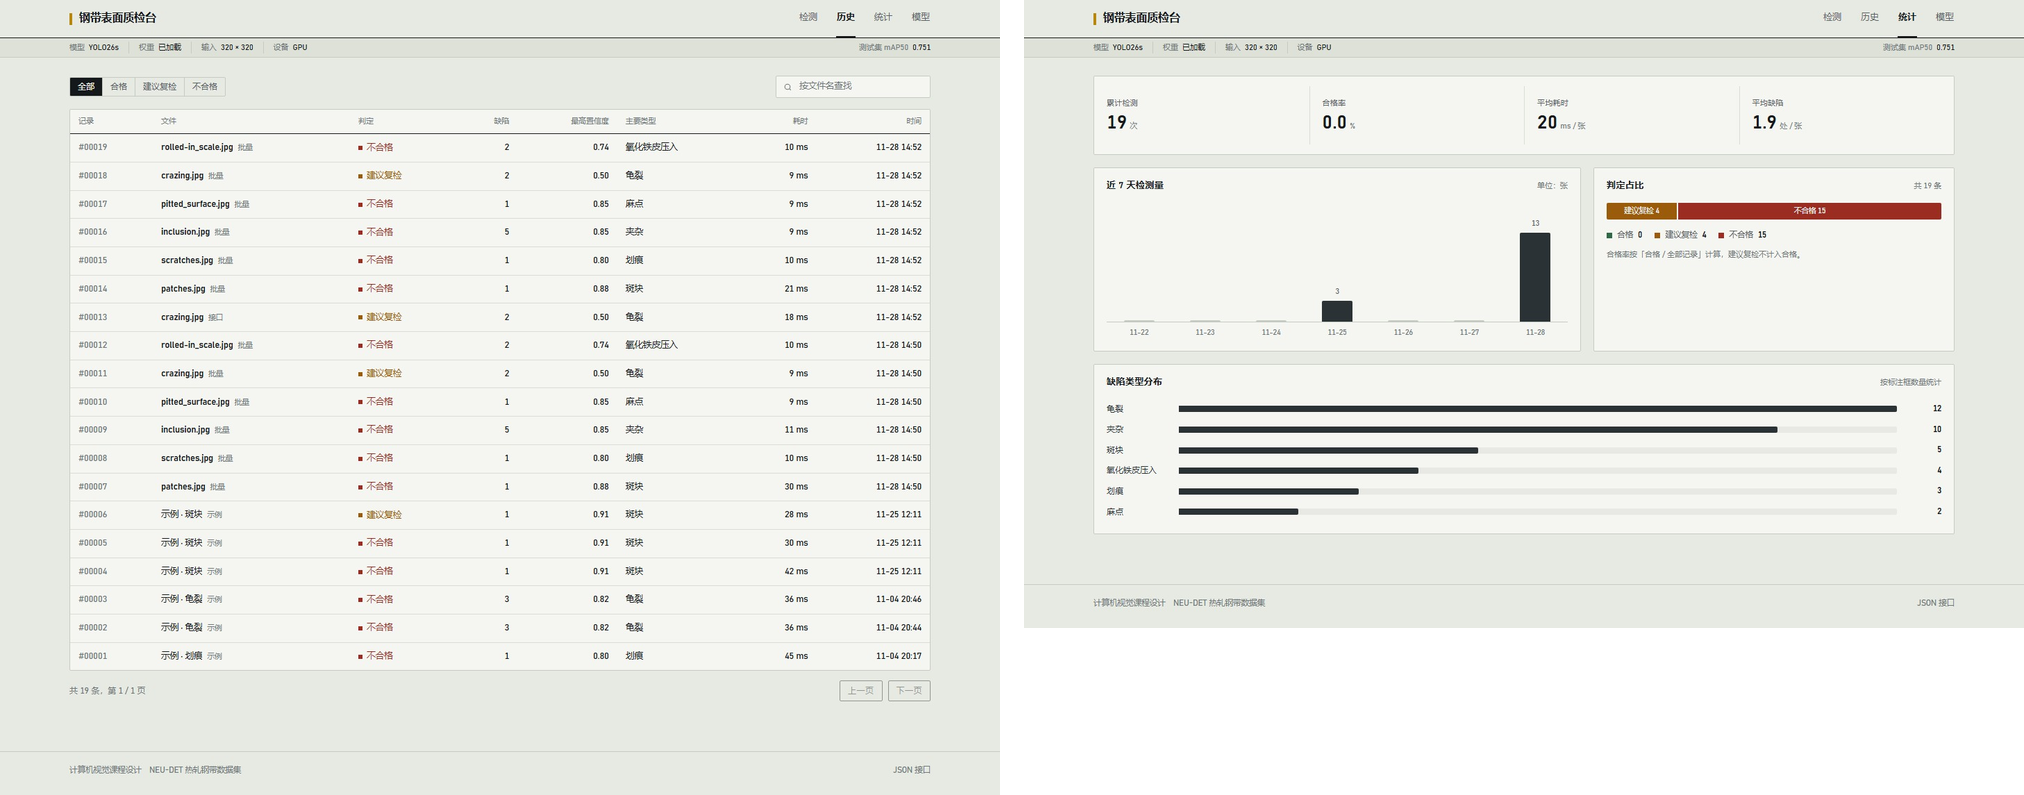 钢带表面质检台 检测 历史 统计 模型
模型 YOLO26s 权重 已加载 输入 320 × 320 设备 GPU 测试集 mAP50 0.751
全部 合格 建议复检 不合格 按文件名查找
记录 文件 判定 缺陷 最高置信度 主要类型 耗时 时间
#00019 rolled-in_scale.jpg 批量 不合格 2 0.74 氧化铁皮压入 10 ms 11-28 14:52
#00018 crazing.jpg 批量 建议复检 2 0.50 龟裂 9 ms 11-28 14:52
#00017 pitted_surface.jpg 批量 不合格 1 0.85 麻点 9 ms 11-28 14:52
#00016 inclusion.jpg 批量 不合格 5 0.85 夹杂 9 ms 11-28 14:52
#00015 scratches.jpg 批量 不合格 1 0.80 划痕 10 ms 11-28 14:52
#00014 patches.jpg 批量 不合格 1 0.88 斑块 21 ms 11-28 14:52
#00013 crazing.jpg 接口 建议复检 2 0.50 龟裂 18 ms 11-28 14:52
#00012 rolled-in_scale.jpg 批量 不合格 2 0.74 氧化铁皮压入 10 ms 11-28 14:50
#00011 crazing.jpg 批量 建议复检 2 0.50 龟裂 9 ms 11-28 14:50
#00010 pitted_surface.jpg 批量 不合格 1 0.85 麻点 9 ms 11-28 14:50
#00009 inclusion.jpg 批量 不合格 5 0.85 夹杂 11 ms 11-28 14:50
#00008 scratches.jpg 批量 不合格 1 0.80 划痕 10 ms 11-28 14:50
#00007 patches.jpg 批量 不合格 1 0.88 斑块 30 ms 11-28 14:50
#00006 示例 · 斑块 示例 建议复检 1 0.91 斑块 28 ms 11-25 12:11
#00005 示例 · 斑块 示例 不合格 1 0.91 斑块 30 ms 11-25 12:11
#00004 示例 · 斑块 示例 不合格 1 0.91 斑块 42 ms 11-25 12:11
#00003 示例 · 龟裂 示例 不合格 3 0.82 龟裂 36 ms 11-04 20:46
#00002 示例 · 龟裂 示例 不合格 3 0.82 龟裂 36 ms 11-04 20:44
#00001 示例 · 划痕 示例 不合格 1 0.80 划痕 45 ms 11-04 20:17
共 19 条，第 1 / 1 页 上一页 下一页
计算机视觉课程设计 NEU-DET 热轧钢带数据集 JSON 接口
钢带表面质检台 检测 历史 统计 模型
模型 YOLO26s 权重 已加载 输入 320 × 320 设备 GPU 测试集 mAP50 0.751
累计检测 合格率 平均耗时 平均缺陷
19 次 0.0 % 20 ms / 张 1.9 处 / 张
近 7 天检测量 单位：张
13
3
11-22 11-23 11-24 11-25 11-26 11-27 11-28
判定占比 共 19 条
建议复检 4 不合格 15
合格 0 建议复检 4 不合格 15
合格率按「合格 / 全部记录」计算，建议复检不计入合格。
缺陷类型分布 按标注框数量统计
龟裂 12
夹杂 10
斑块 5
氧化铁皮压入 4
划痕 3
麻点 2
计算机视觉课程设计 NEU-DET 热轧钢带数据集 JSON 接口